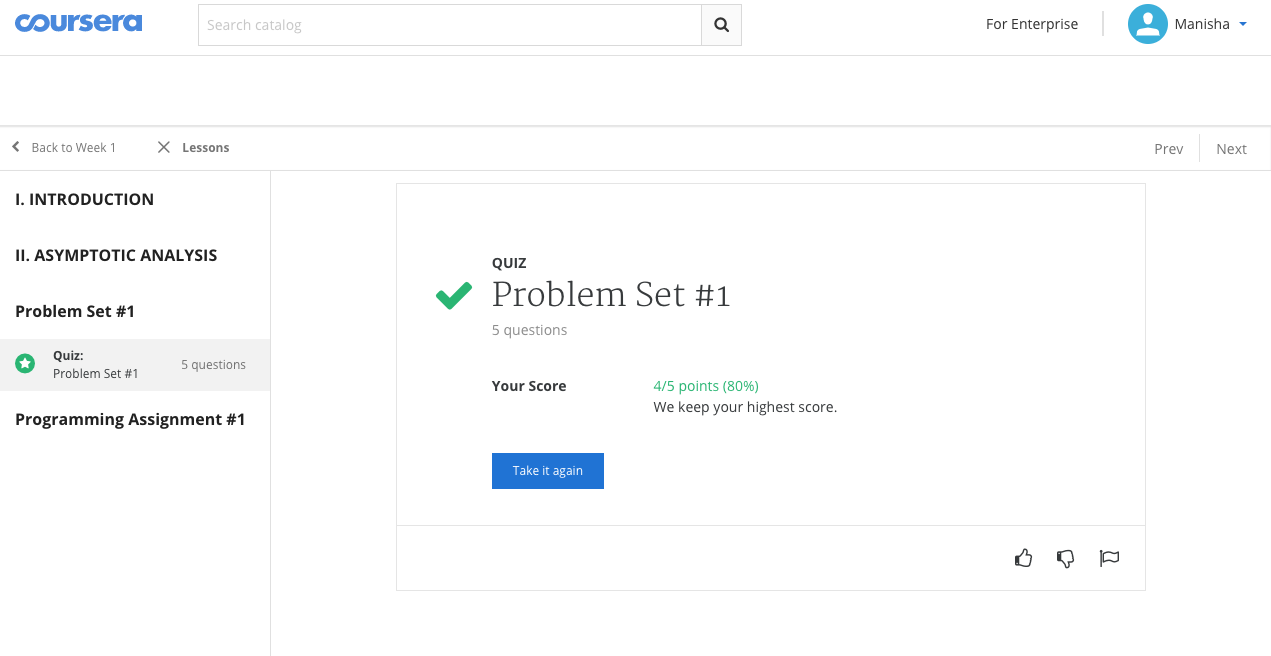 coursera
Search catalog
For Enterprise
Manisha
Back to Week 1
Lessons
Prev
Next
I. INTRODUCTION
II. ASYMPTOTIC ANALYSIS
Problem Set #1
Quiz:
Problem Set #1
5 questions
Programming Assignment #1
QUIZ
Problem Set #1
5 questions
Your Score
4/5 points (80%)
We keep your highest score.
Take it again